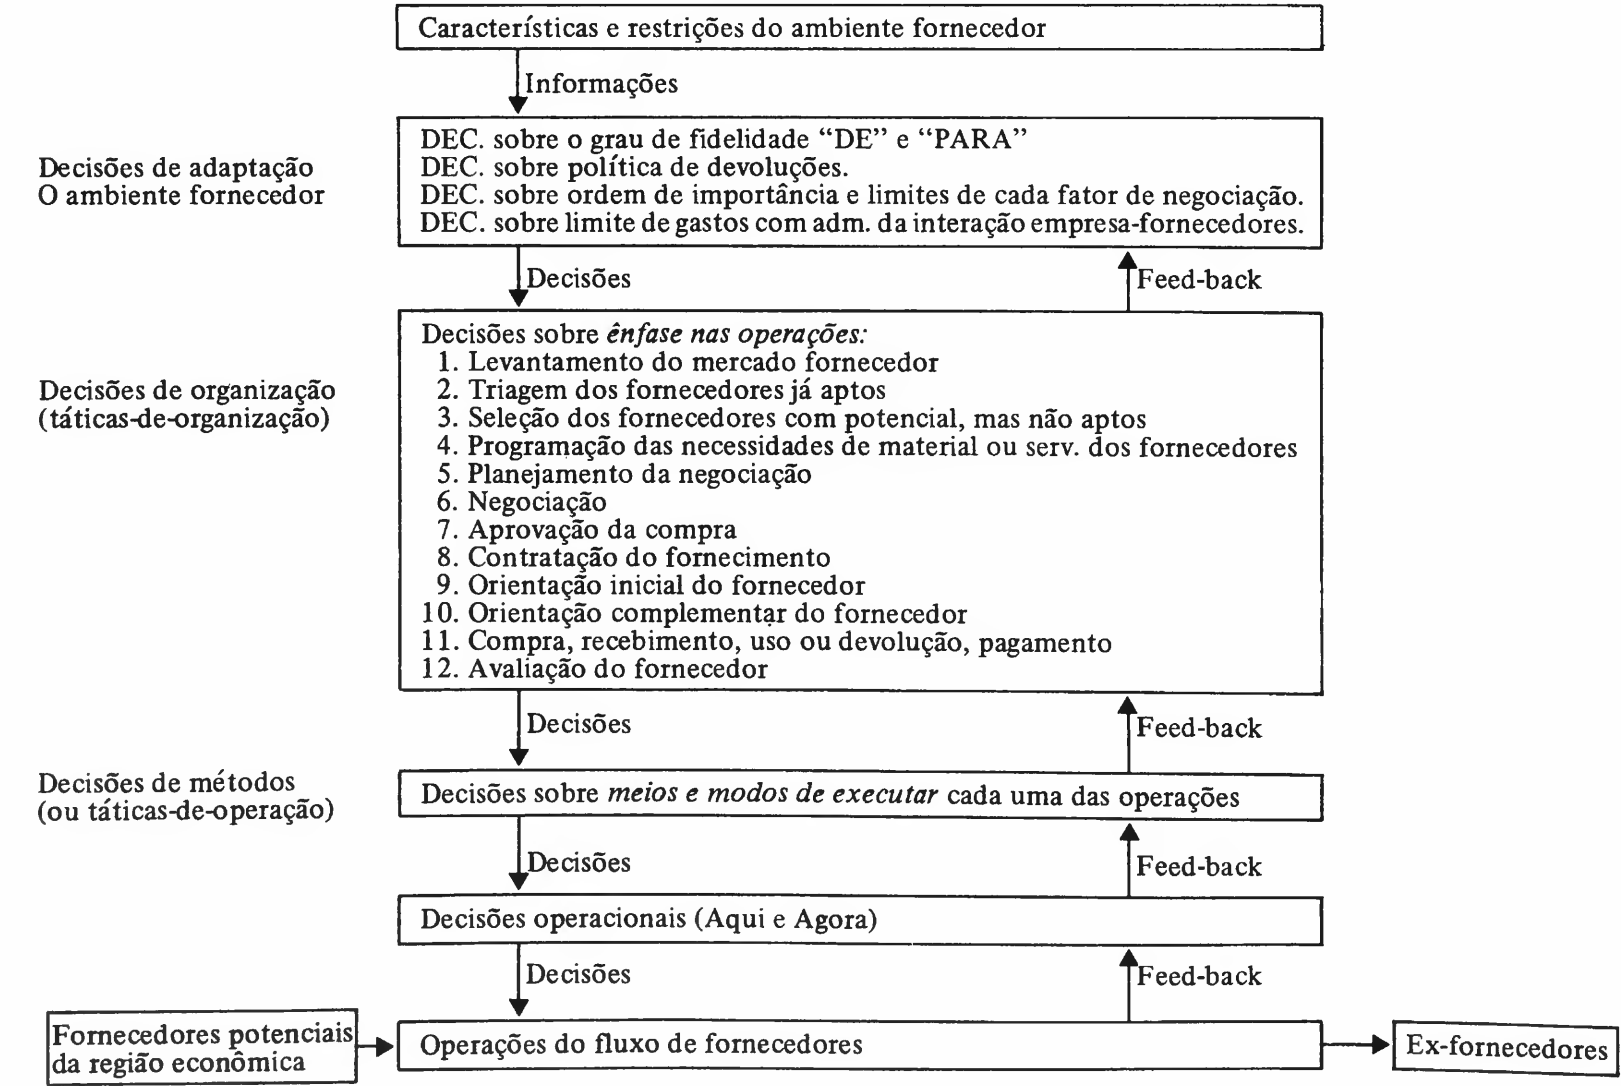 Características e restrições do ambiente fornecedor
Informações
Decisões de adaptação
O ambiente fornecedor
DEC. sobre o grau de fidelidade “DE” e “PARA”
DEC. sobre política de devoluções.
DEC. sobre ordem de importância e limites de cada fator de negociação.
DEC. sobre limite de gastos com adm. da interação empresa-fornecedores.
Decisões
Feed-back
Decisões de organização
(táticas-de-organização)
Decisões sobre ênfase nas operações:
1. Levantamento do mercado fornecedor
2. Triagem dos fornecedores já aptos
3. Seleção dos fornecedores com potencial, mas não aptos
4. Programação das necessidades de material ou serv. dos fornecedores
5. Planejamento da negociação
6. Negociação
7. Aprovação da compra
8. Contratação do fornecimento
9. Orientação inicial do fornecedor
10. Orientação complementar do fornecedor
11. Compra, recebimento, uso ou devolução, pagamento
12. Avaliação do fornecedor
Decisões
Feed-back
Decisões de métodos
(ou táticas-de-operação)
Decisões sobre meios e modos de executar cada uma das operações
Decisões
Feed-back
Decisões operacionais (Aqui e Agora)
Decisões
Feed-back
Fornecedores potenciais
da região econômica
Operações do fluxo de fornecedores
Ex-fornecedores